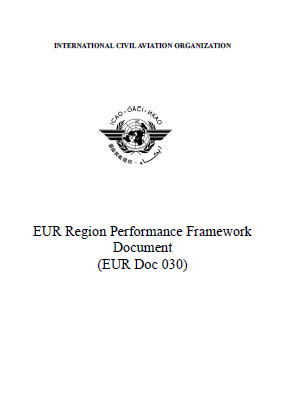 INTERNATIONAL CIVIL AVIATION ORGANIZATION
ICAO · OACI · ИКАО
EUR Region Performance Framework
Document
(EUR Doc 030)